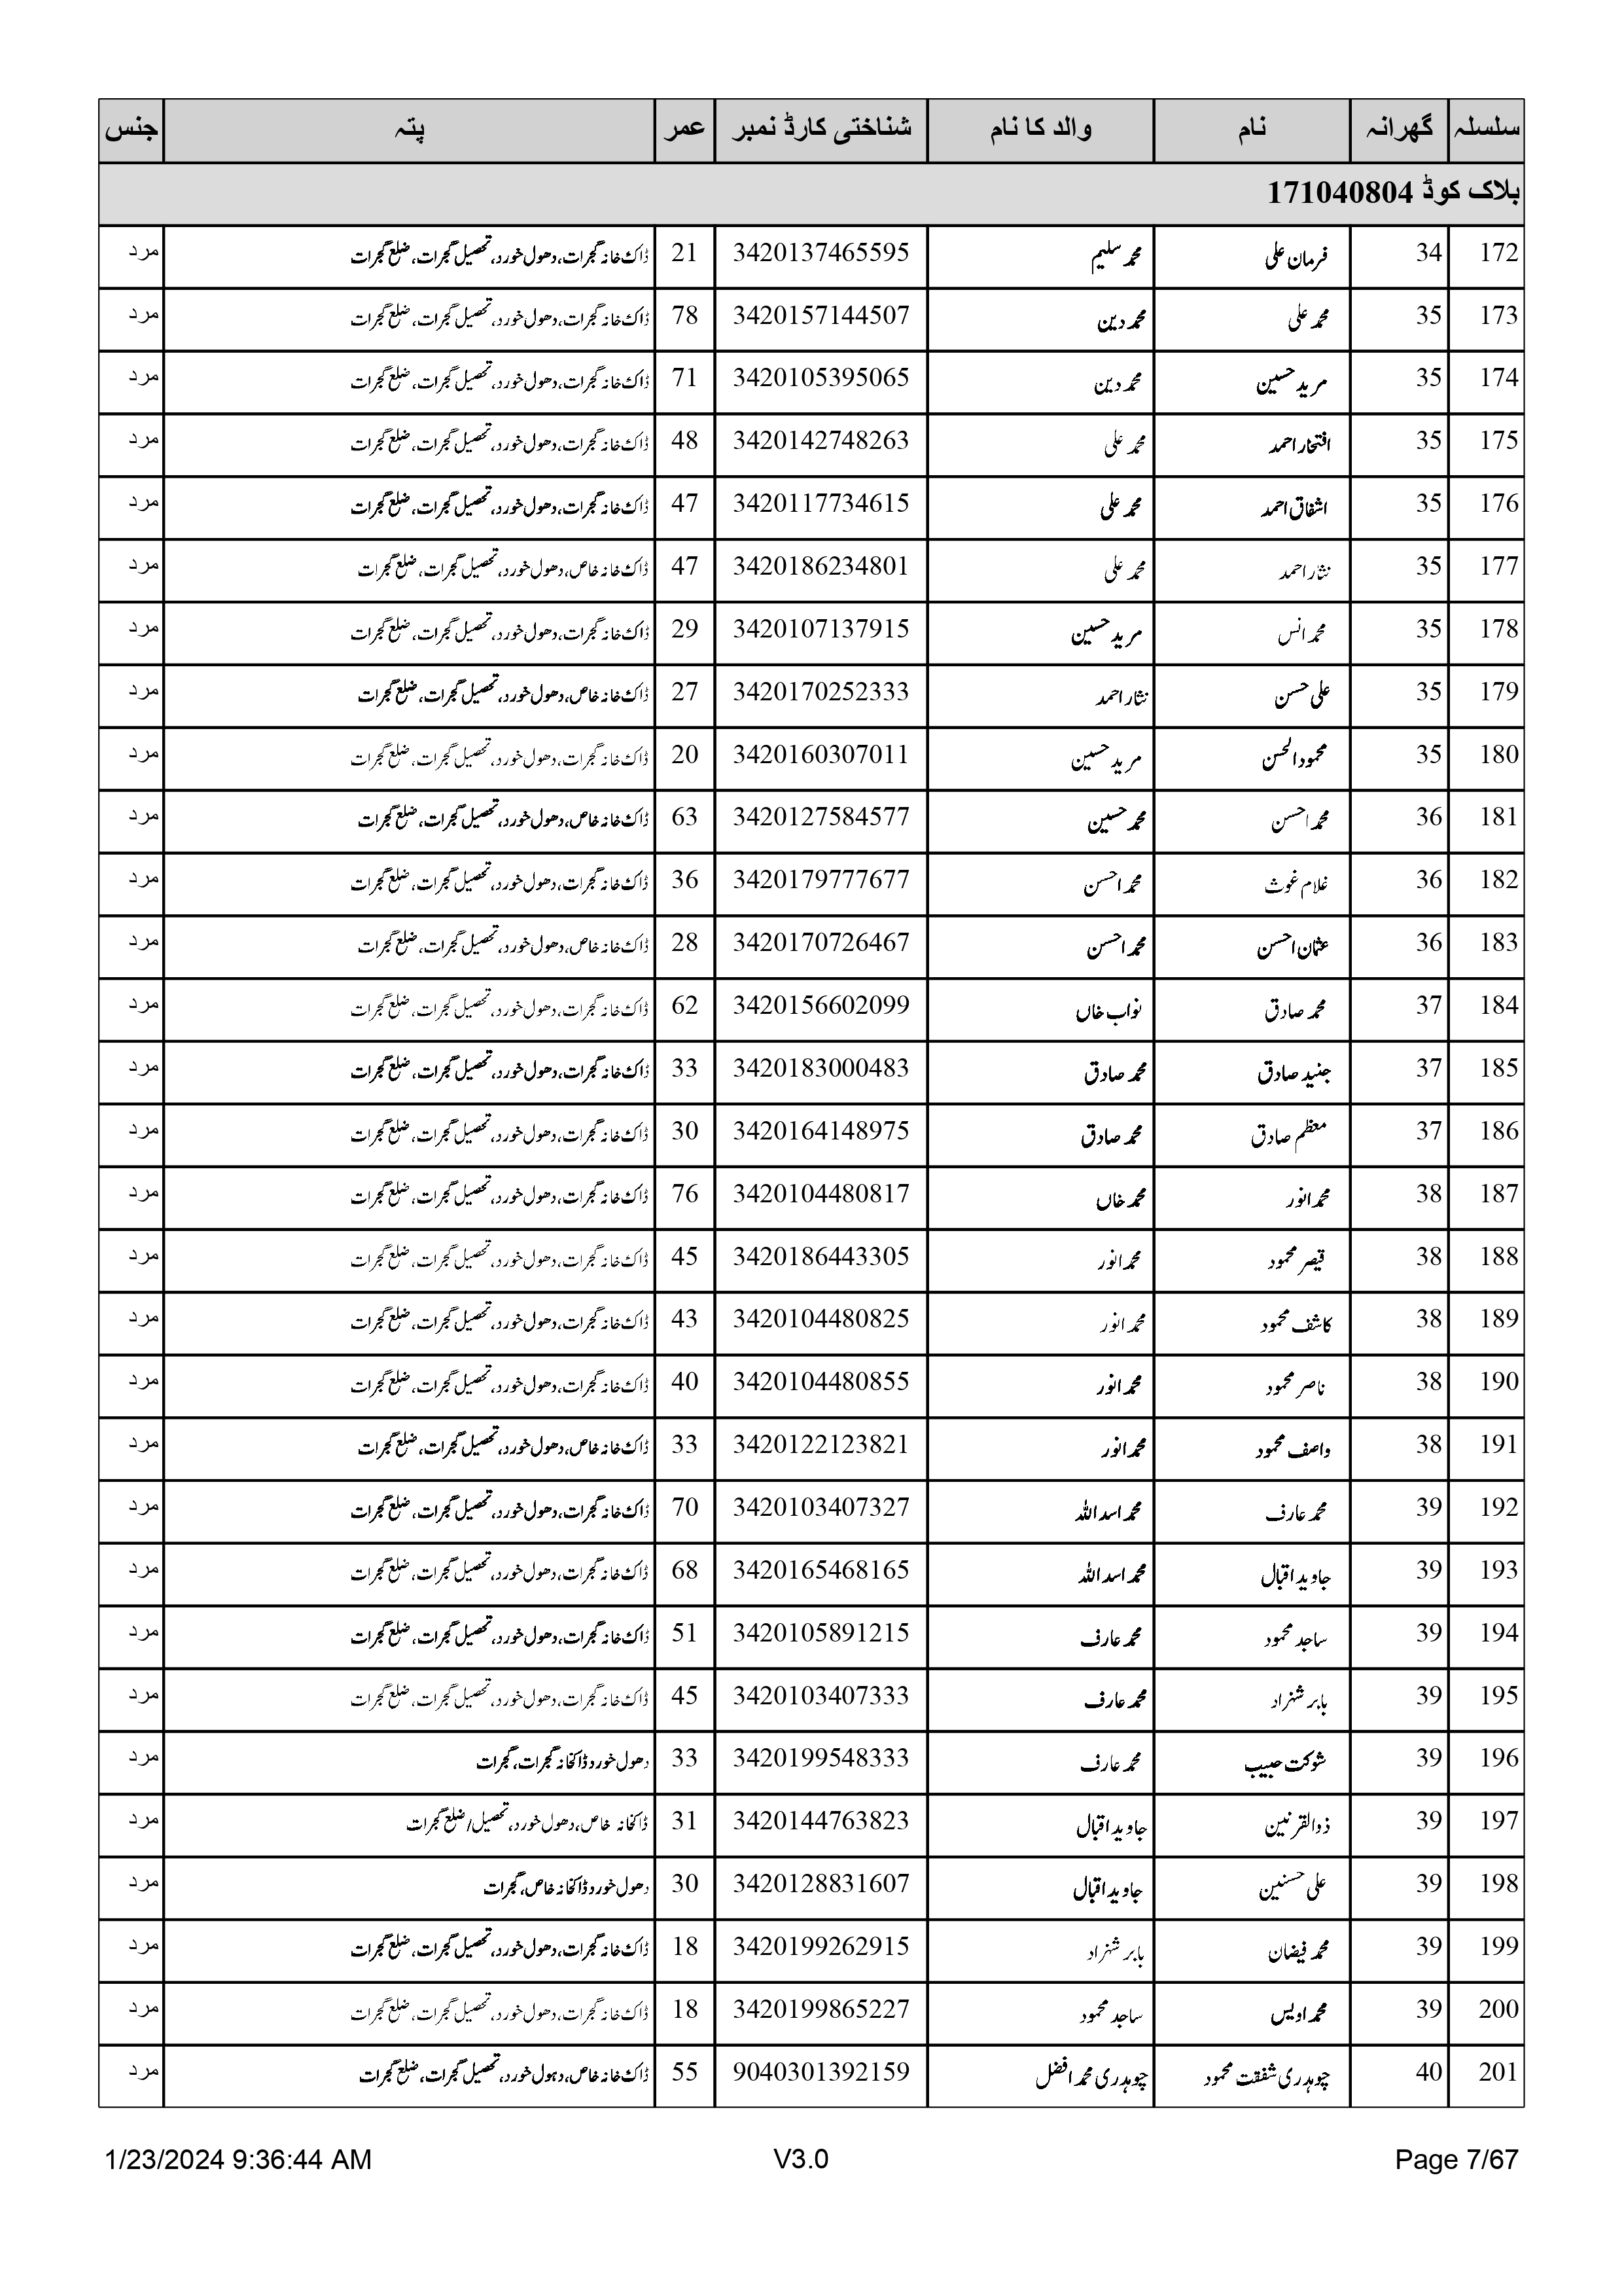 سلسلہ گھرانہ نام والد کا نام شناختی کارڈ نمبر عمر پتہ جنس
بلاک کوڈ 171040804
172 34 فرمان علی محمد سلیم 3420137465595 21 ڈاک خانہ گجرات، دھول خورد، تحصیل گجرات، ضلع گجرات مرد
173 35 محمد علی محمد دین 3420157144507 78 ڈاک خانہ گجرات، دھول خورد، تحصیل گجرات، ضلع گجرات مرد
174 35 مرید حسین محمد دین 3420105395065 71 ڈاک خانہ گجرات، دھول خورد، تحصیل گجرات، ضلع گجرات مرد
175 35 افتخار احمد محمد علی 3420142748263 48 ڈاک خانہ گجرات، دھول خورد، تحصیل گجرات، ضلع گجرات مرد
176 35 اشفاق احمد محمد علی 3420117734615 47 ڈاک خانہ گجرات، دھول خورد، تحصیل گجرات، ضلع گجرات مرد
177 35 نثار احمد محمد علی 3420186234801 47 ڈاک خانہ خاص، دھول خورد، تحصیل گجرات، ضلع گجرات مرد
178 35 محمد انس مرید حسین 3420107137915 29 ڈاک خانہ گجرات، دھول خورد، تحصیل گجرات، ضلع گجرات مرد
179 35 علی حسن نثار احمد 3420170252333 27 ڈاک خانہ خاص، دھول خورد، تحصیل گجرات، ضلع گجرات مرد
180 35 محمود الحسن مرید حسین 3420160307011 20 ڈاک خانہ گجرات، دھول خورد، تحصیل گجرات، ضلع گجرات مرد
181 36 محمد احسن محمد حسین 3420127584577 63 ڈاک خانہ خاص، دھول خورد، تحصیل گجرات، ضلع گجرات مرد
182 36 غلام غوث محمد احسن 3420179777677 36 ڈاک خانہ گجرات، دھول خورد، تحصیل گجرات، ضلع گجرات مرد
183 36 عثمان احسن محمد احسن 3420170726467 28 ڈاک خانہ خاص، دھول خورد، تحصیل گجرات، ضلع گجرات مرد
184 37 محمد صادق نواب خاں 3420156602099 62 ڈاک خانہ گجرات، دھول خورد، تحصیل گجرات، ضلع گجرات مرد
185 37 جنید صادق محمد صادق 3420183000483 33 ڈاک خانہ گجرات، دھول خورد، تحصیل گجرات، ضلع گجرات مرد
186 37 معظم صادق محمد صادق 3420164148975 30 ڈاک خانہ گجرات، دھول خورد، تحصیل گجرات، ضلع گجرات مرد
187 38 محمد انور محمد خاں 3420104480817 76 ڈاک خانہ گجرات، دھول خورد، تحصیل گجرات، ضلع گجرات مرد
188 38 قیصر محمود محمد انور 3420186443305 45 ڈاک خانہ گجرات، دھول خورد، تحصیل گجرات، ضلع گجرات مرد
189 38 کاشف محمود محمد انور 3420104480825 43 ڈاک خانہ گجرات، دھول خورد، تحصیل گجرات، ضلع گجرات مرد
190 38 ناصر محمود محمد انور 3420104480855 40 ڈاک خانہ گجرات، دھول خورد، تحصیل گجرات، ضلع گجرات مرد
191 38 واصف محمود محمد انور 3420122123821 33 ڈاک خانہ خاص، دھول خورد، تحصیل گجرات، ضلع گجرات مرد
192 39 محمد عارف محمد اسد اللہ 3420103407327 70 ڈاک خانہ گجرات، دھول خورد، تحصیل گجرات، ضلع گجرات مرد
193 39 جاوید اقبال محمد اسد اللہ 3420165468165 68 ڈاک خانہ گجرات، دھول خورد، تحصیل گجرات، ضلع گجرات مرد
194 39 ساجد محمود محمد عارف 3420105891215 51 ڈاک خانہ گجرات، دھول خورد، تحصیل گجرات، ضلع گجرات مرد
195 39 بابر شہزاد محمد عارف 3420103407333 45 ڈاک خانہ گجرات، دھول خورد، تحصیل گجرات، ضلع گجرات مرد
196 39 شوکت حبیب محمد عارف 3420199548333 33 دھول خورد ڈاکخانہ گجرات، گجرات مرد
197 39 ذوالقرنین جاوید اقبال 3420144763823 31 ڈاکخانہ خاص، دھول خورد، تحصیل/ضلع گجرات مرد
198 39 علی حسنین جاوید اقبال 3420128831607 30 دھول خورد ڈاکخانہ خاص، گجرات مرد
199 39 محمد فیضان بابر شہزاد 3420199262915 18 ڈاک خانہ گجرات، دھول خورد، تحصیل گجرات، ضلع گجرات مرد
200 39 محمد اویس ساجد محمود 3420199865227 18 ڈاک خانہ گجرات، دھول خورد، تحصیل گجرات، ضلع گجرات مرد
201 40 چوہدری شفقت محمود چوہدری محمد افضل 9040301392159 55 ڈاک خانہ خاص، دہول خورد، تحصیل گجرات، ضلع گجرات مرد
1/23/2024 9:36:44 AM V3.0 Page 7/67